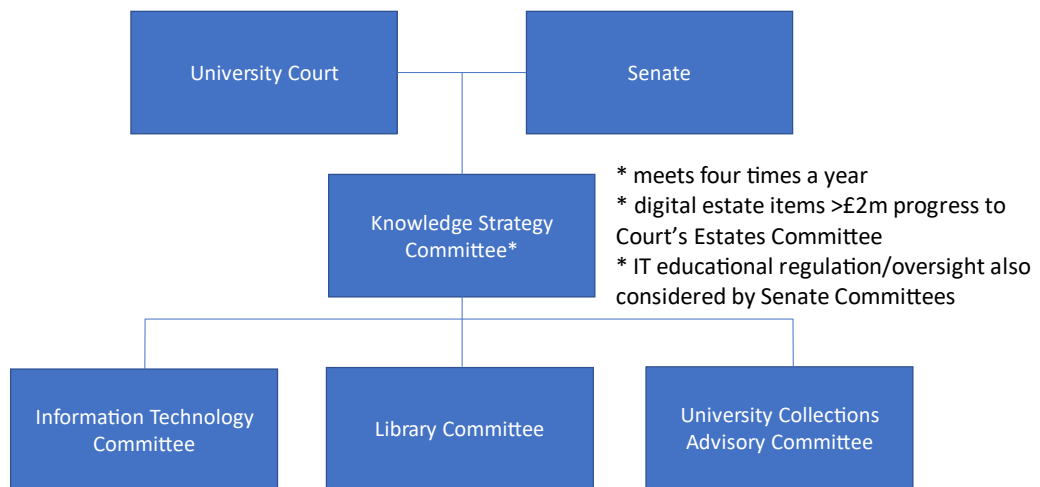 University Court
Senate
Knowledge Strategy
Committee*
* meets four times a year
* digital estate items >£2m progress to
Court’s Estates Committee
* IT educational regulation/oversight also
considered by Senate Committees
Information Technology
Committee
Library Committee
University Collections
Advisory Committee